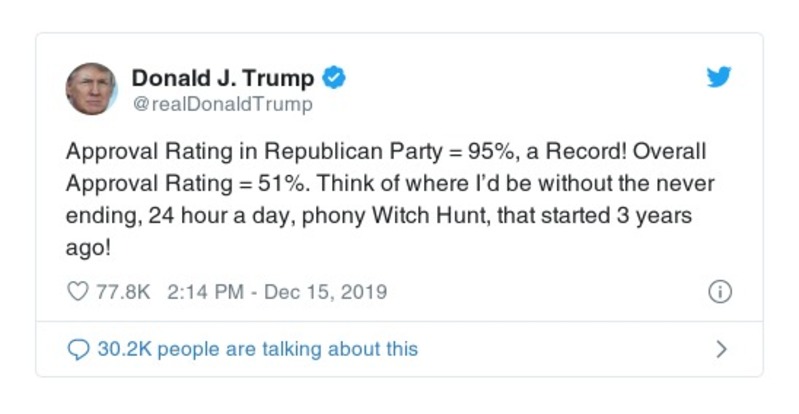 Donald J. Trump
@realDonaldTrump
Approval Rating in Republican Party = 95%, a Record! Overall
Approval Rating = 51%. Think of where I'd be without the never
ending, 24 hour a day, phony Witch Hunt, that started 3 years
ago!
77.8K 2:14 PM - Dec 15, 2019
30.2K people are talking about this